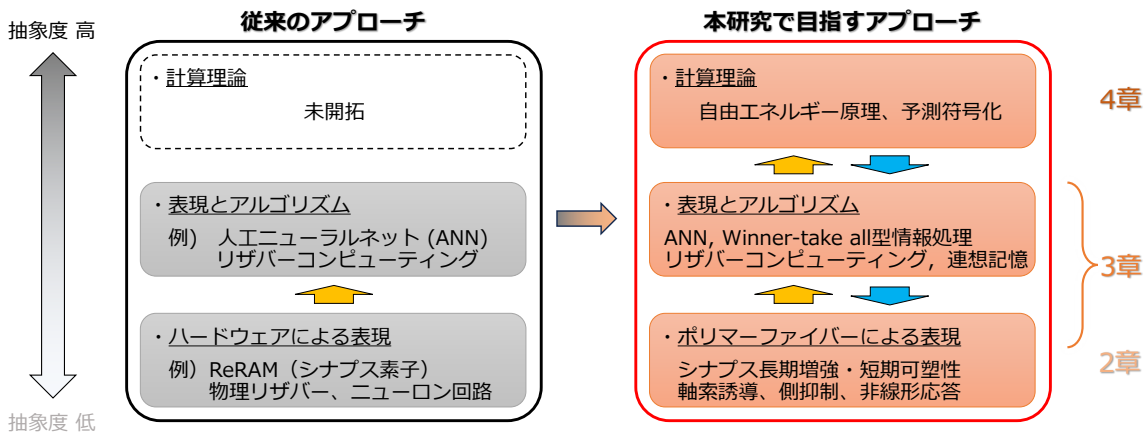 抽象度 高
抽象度 低
従来のアプローチ
・計算理論
未開拓
・表現とアルゴリズム
例) 人工ニューラルネット (ANN)
リザバーコンピューティング
・ハードウェアによる表現
例）ReRAM（シナプス素子）
物理リザバー、ニューロン回路
本研究で目指すアプローチ
・計算理論
自由エネルギー原理、予測符号化
・表現とアルゴリズム
ANN, Winner-take all型情報処理
リザバーコンピューティング，連想記憶
・ポリマーファイバーによる表現
シナプス長期増強・短期可塑性
軸索誘導、側抑制、非線形応答
4章
3章
2章